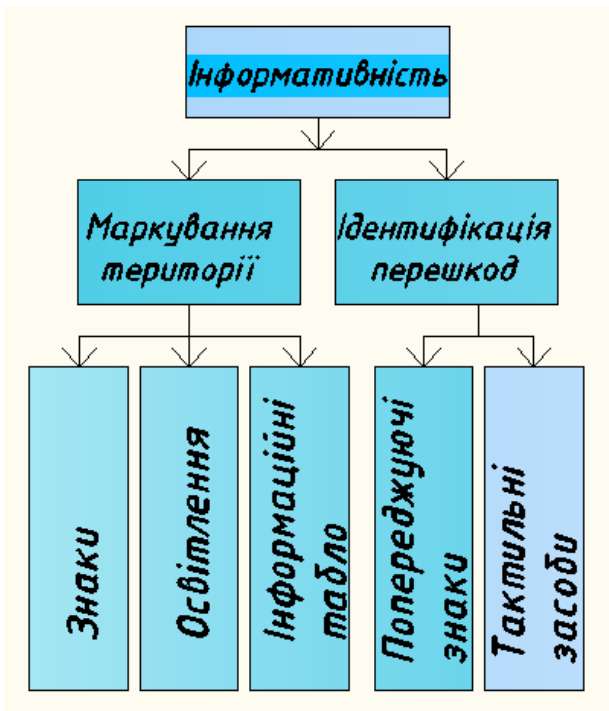 Інформативність
Маркування
території
Ідентифікація
перешкод
Знаки
Освітлення
Інформаційні
табло
Попереджуючі
знаки
Тактильні
засоби